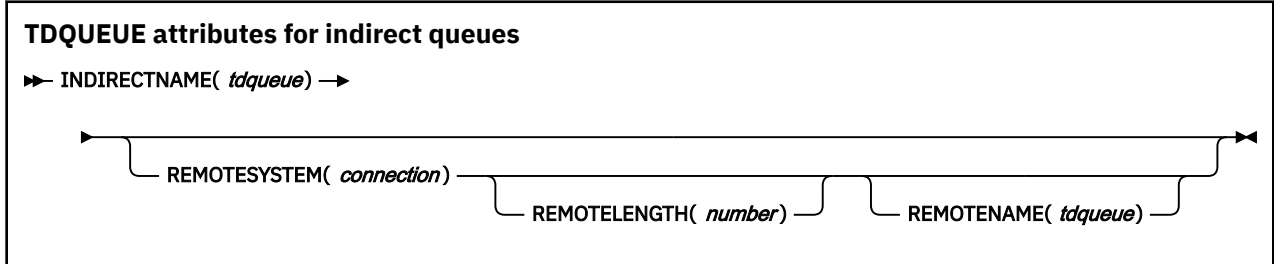 TDQUEUE attributes for indirect queues
INDIRECTNAME( tdqueue)
REMOTESYSTEM( connection)
REMOTELENGTH( number) REMOTENAME( tdqueue)